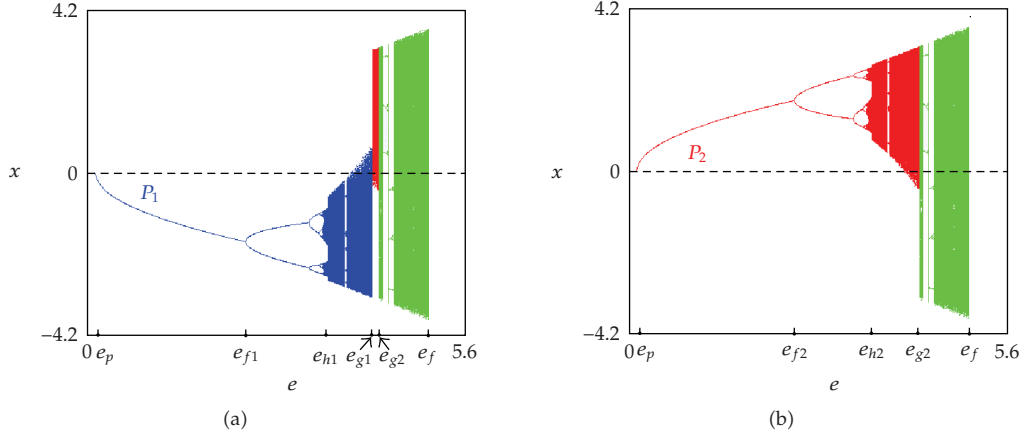 4.2
x
0
P1
−4.2
0 ep ef1 eh1 eg1 eg2 ef 5.6
e
(a)
4.2
x
0
P2
−4.2
0 ep ef2 eh2 eg2 ef 5.6
e
(b)